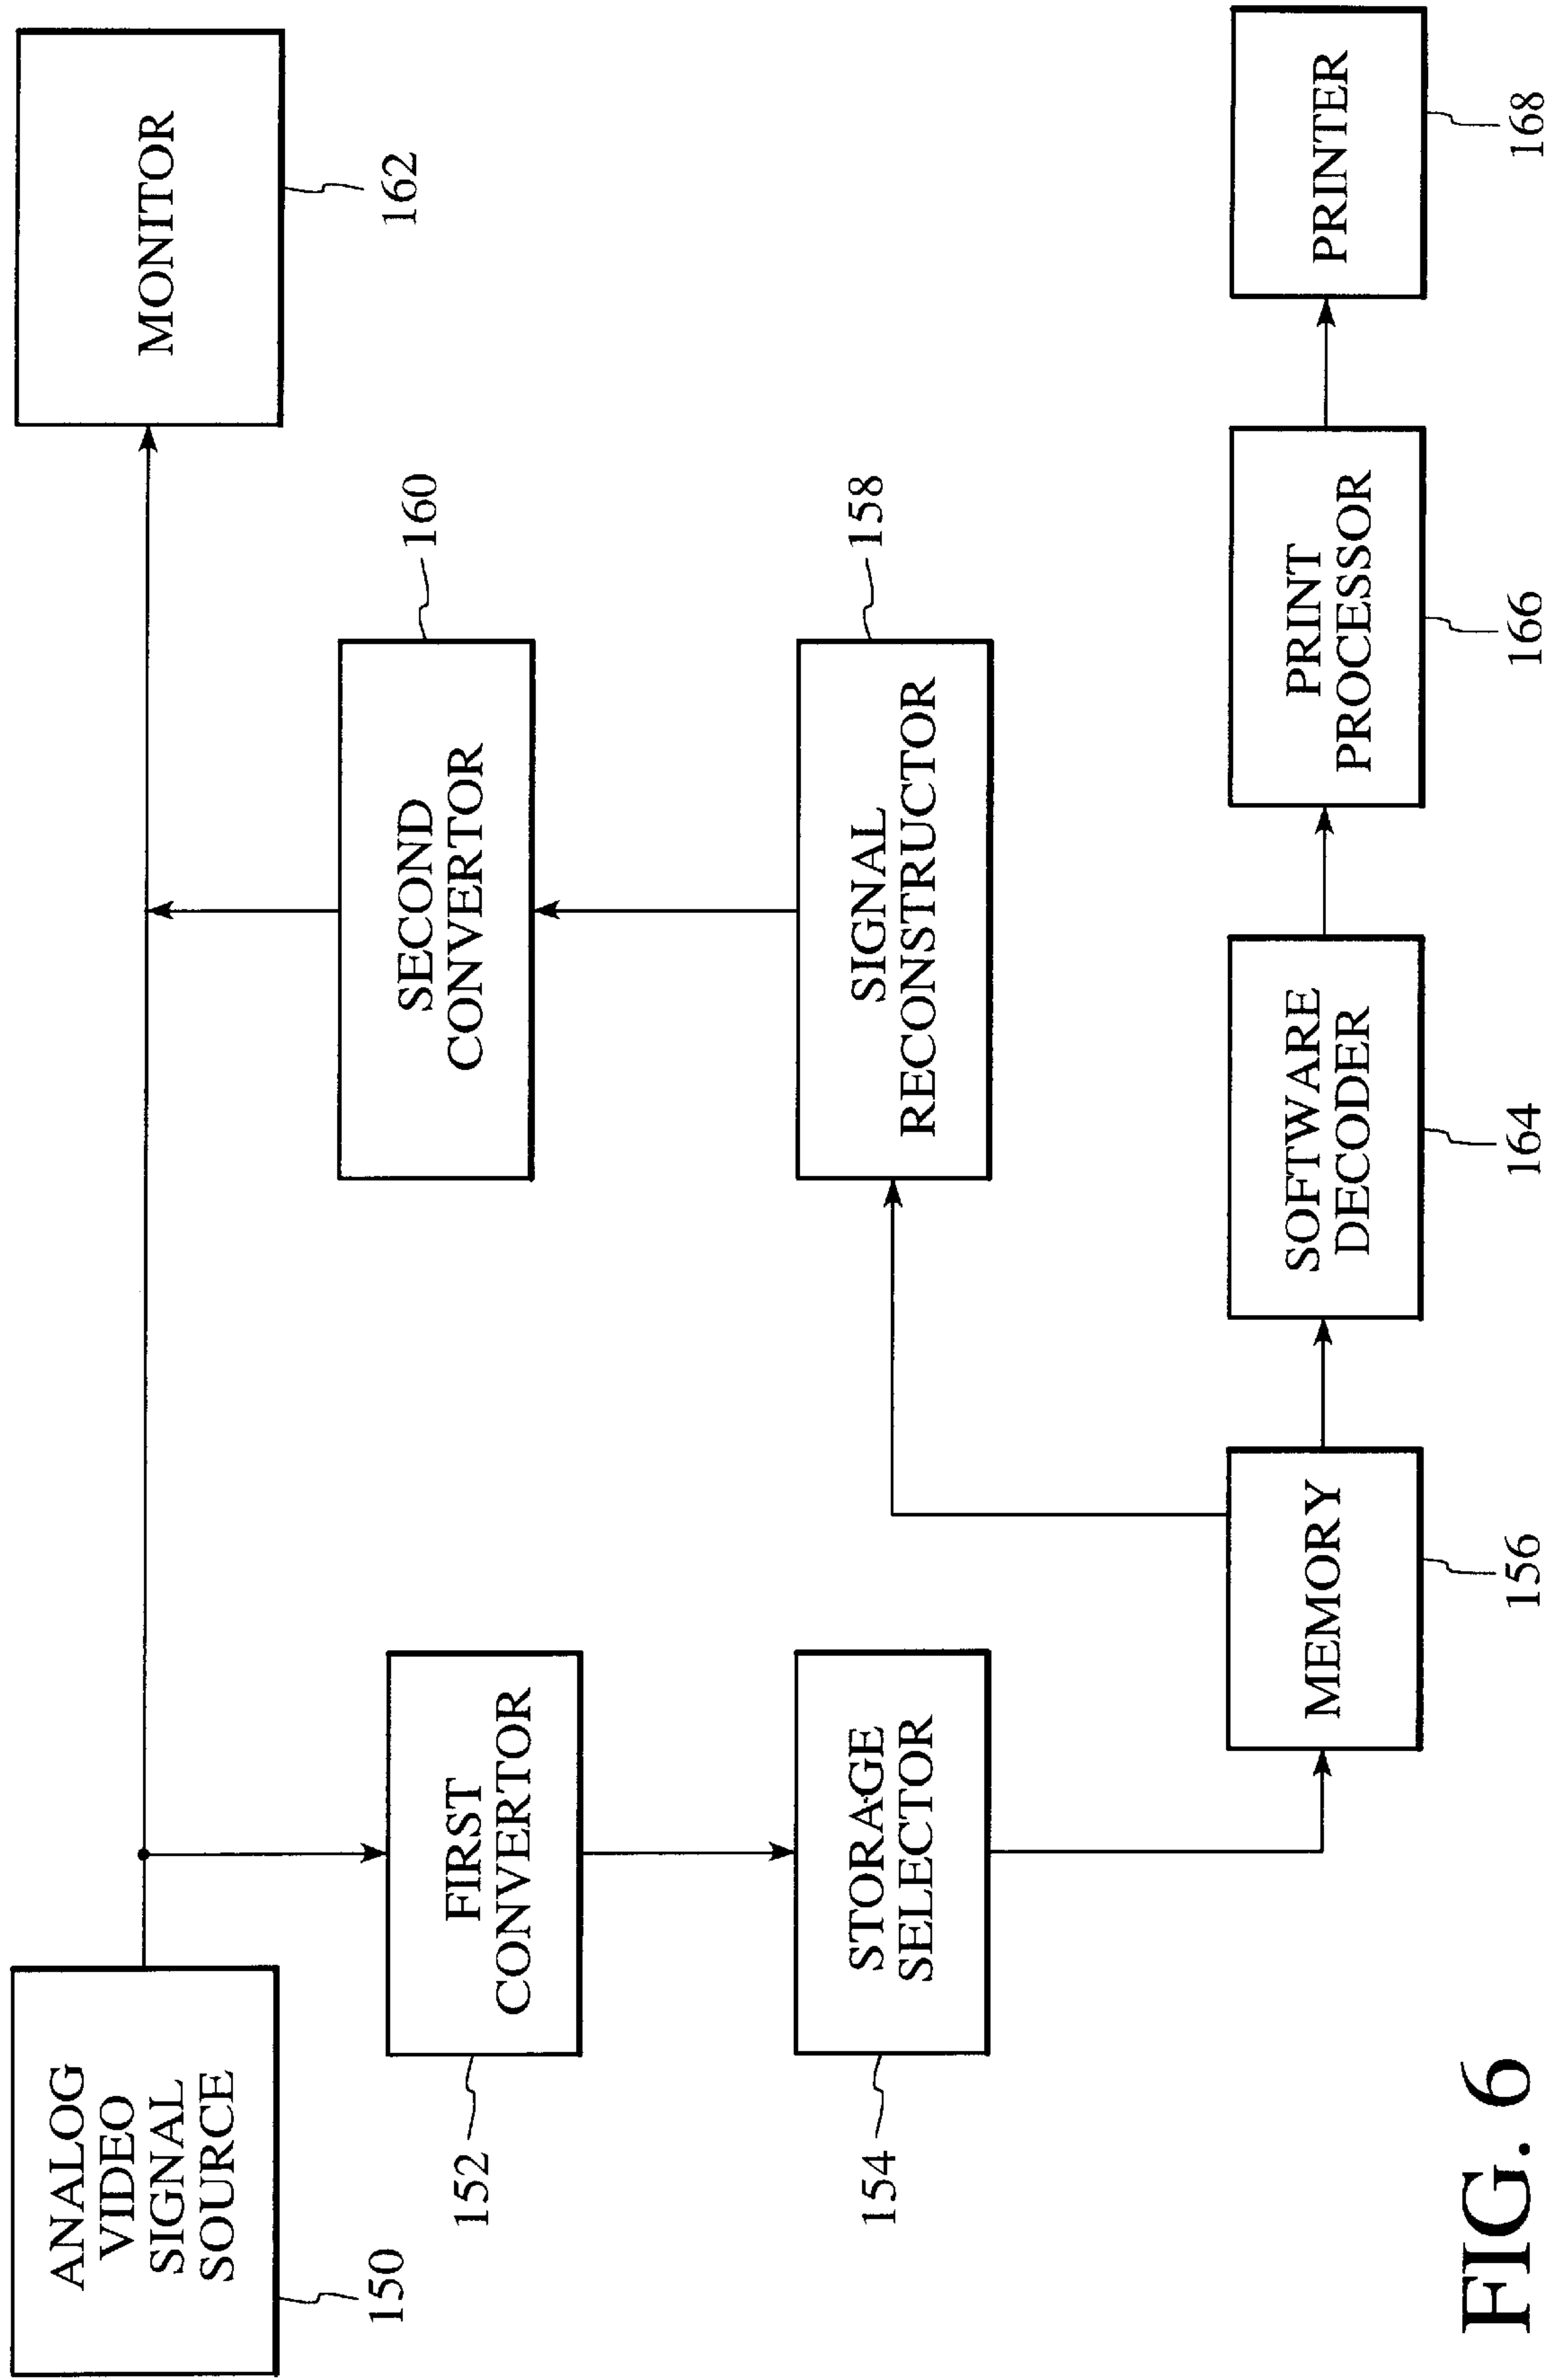 ANALOG
VIDEO
SIGNAL
SOURCE
150
MONITOR
162
FIRST
CONVERTOR
152
SECOND
CONVERTOR
160
STORAGE
SELECTOR
154
SIGNAL
RECONSTRUCTOR
158
MEMORY
156
SOFTWARE
DECODER
164
PRINT
PROCESSOR
166
PRINTER
168
FIG. 6